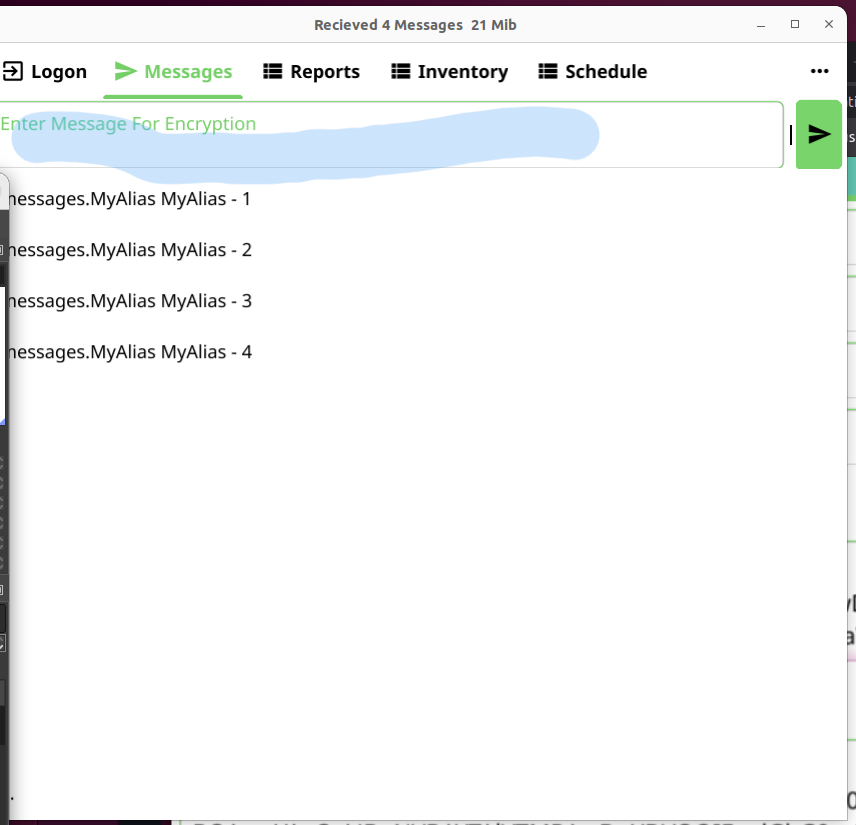 Recieved 4 Messages 21 Mib
Logon Messages Reports Inventory Schedule
Enter Message For Encryption
messages.MyAlias MyAlias - 1
messages.MyAlias MyAlias - 2
messages.MyAlias MyAlias - 3
messages.MyAlias MyAlias - 4